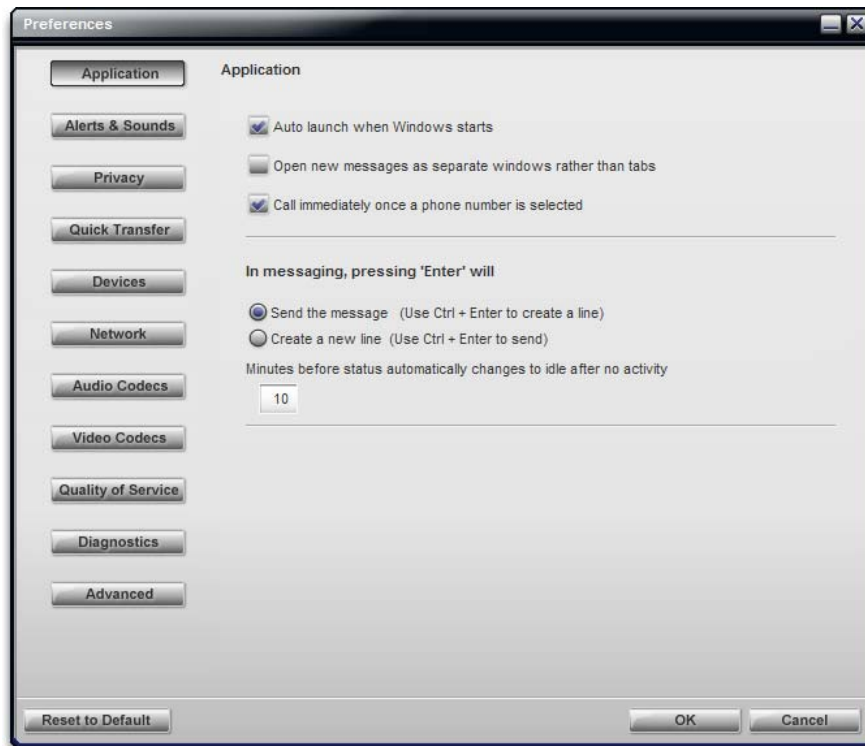 Preferences
Application
Alerts & Sounds
Privacy
Quick Transfer
Devices
Network
Audio Codecs
Video Codecs
Quality of Service
Diagnostics
Advanced
Application
Auto launch when Windows starts
Open new messages as separate windows rather than tabs
Call immediately once a phone number is selected
In messaging, pressing 'Enter' will
Send the message (Use Ctrl + Enter to create a line)
Create a new line (Use Ctrl + Enter to send)
Minutes before status automatically changes to idle after no activity
10
Reset to Default
OK
Cancel